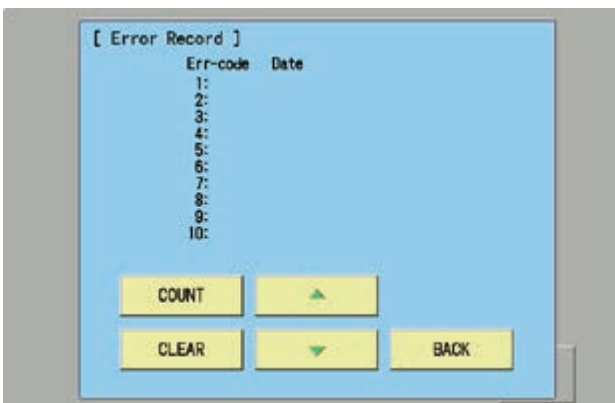 [ Error Record ]
Err-code Date
1:
2:
3:
4:
5:
6:
7:
8:
9:
10:
COUNT
CLEAR BACK